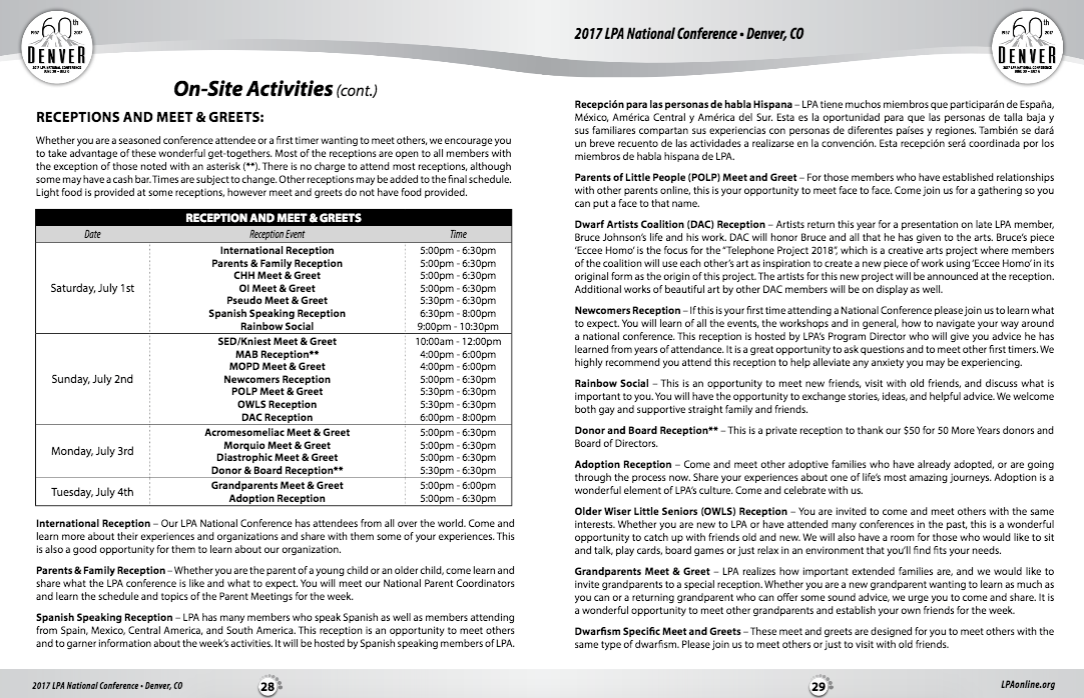 1957 60th 2017
DENVER
2017 LPA NATIONAL CONFERENCE
On-Site Activities (cont.)
RECEPTIONS AND MEET & GREETS:
Whether you are a seasoned conference attendee or a first timer wanting to meet others, we encourage you
to take advantage of these wonderful get-togethers. Most of the receptions are open to all members with
the exception of those noted with an asterisk (**). There is no charge to attend most receptions, although
some may have a cash bar. Times are subject to change. Other receptions may be added to the final schedule.
Light food is provided at some receptions, however meet and greets do not have food provided.
RECEPTION AND MEET & GREETS
Date Reception Event Time
Saturday, July 1st
International Reception 5:00pm - 6:30pm
Parents & Family Reception 5:00pm - 6:30pm
CHH Meet & Greet 5:00pm - 6:30pm
OI Meet & Greet 5:00pm - 6:30pm
Pseudo Meet & Greet 5:30pm - 6:30pm
Spanish Speaking Reception 6:30pm - 8:00pm
Rainbow Social 9:00pm - 10:30pm
Sunday, July 2nd
SED/Kniest Meet & Greet 10:00am - 12:00pm
MAB Reception** 4:00pm - 6:00pm
MOPD Meet & Greet 4:00pm - 6:00pm
Newcomers Reception 5:00pm - 6:30pm
POLP Meet & Greet 5:30pm - 6:30pm
OWLS Reception 5:30pm - 6:30pm
DAC Reception 6:00pm - 8:00pm
Monday, July 3rd
Acromesomeliac Meet & Greet 5:00pm - 6:30pm
Morquio Meet & Greet 5:00pm - 6:30pm
Diastrophic Meet & Greet 5:00pm - 6:30pm
Donor & Board Reception** 5:30pm - 6:30pm
Tuesday, July 4th
Grandparents Meet & Greet 5:00pm - 6:00pm
Adoption Reception 5:00pm - 6:30pm
International Reception – Our LPA National Conference has attendees from all over the world. Come and
learn more about their experiences and organizations and share with them some of your experiences. This
is also a good opportunity for them to learn about our organization.
Parents & Family Reception – Whether you are the parent of a young child or an older child, come learn and
share what the LPA conference is like and what to expect. You will meet our National Parent Coordinators
and learn the schedule and topics of the Parent Meetings for the week.
Spanish Speaking Reception – LPA has many members who speak Spanish as well as members attending
from Spain, Mexico, Central America, and South America. This reception is an opportunity to meet others
and to garner information about the week's activities. It will be hosted by Spanish speaking members of LPA.
2017 LPA National Conference • Denver, CO 28
2017 LPA National Conference • Denver, CO
1957 60th 2017
DENVER
2017 LPA NATIONAL CONFERENCE
Recepción para las personas de habla Hispana – LPA tiene muchos miembros que participarán de España,
México, América Central y América del Sur. Esta es la oportunidad para que las personas de talla baja y
sus familiares compartan sus experiencias con personas de diferentes países y regiones. También se dará
un breve recuento de las actividades a realizarse en la convención. Esta recepción será coordinada por los
miembros de habla hispana de LPA.
Parents of Little People (POLP) Meet and Greet – For those members who have established relationships
with other parents online, this is your opportunity to meet face to face. Come join us for a gathering so you
can put a face to that name.
Dwarf Artists Coalition (DAC) Reception – Artists return this year for a presentation on late LPA member,
Bruce Johnson's life and his work. DAC will honor Bruce and all that he has given to the arts. Bruce's piece
'Eccee Homo' is the focus for the "Telephone Project 2018", which is a creative arts project where members
of the coalition will use each other's art as inspiration to create a new piece of work using 'Eccee Homo' in its
original form as the origin of this project. The artists for this new project will be announced at the reception.
Additional works of beautiful art by other DAC members will be on display as well.
Newcomers Reception – If this is your first time attending a National Conference please join us to learn what
to expect. You will learn of all the events, the workshops and in general, how to navigate your way around
a national conference. This reception is hosted by LPA's Program Director who will give you advice he has
learned from years of attendance. It is a great opportunity to ask questions and to meet other first timers. We
highly recommend you attend this reception to help alleviate any anxiety you may be experiencing.
Rainbow Social – This is an opportunity to meet new friends, visit with old friends, and discuss what is
important to you. You will have the opportunity to exchange stories, ideas, and helpful advice. We welcome
both gay and supportive straight family and friends.
Donor and Board Reception** – This is a private reception to thank our $50 for 50 More Years donors and
Board of Directors.
Adoption Reception – Come and meet other adoptive families who have already adopted, or are going
through the process now. Share your experiences about one of life's most amazing journeys. Adoption is a
wonderful element of LPA's culture. Come and celebrate with us.
Older Wiser Little Seniors (OWLS) Reception – You are invited to come and meet others with the same
interests. Whether you are new to LPA or have attended many conferences in the past, this is a wonderful
opportunity to catch up with friends old and new. We will also have a room for those who would like to sit
and talk, play cards, board games or just relax in an environment that you'll find fits your needs.
Grandparents Meet & Greet – LPA realizes how important extended families are, and we would like to
invite grandparents to a special reception. Whether you are a new grandparent wanting to learn as much as
you can or a returning grandparent who can offer some sound advice, we urge you to come and share. It is
a wonderful opportunity to meet other grandparents and establish your own friends for the week.
Dwarfism Specific Meet and Greets – These meet and greets are designed for you to meet others with the
same type of dwarfism. Please join us to meet others or just to visit with old friends.
29 LPAonline.org